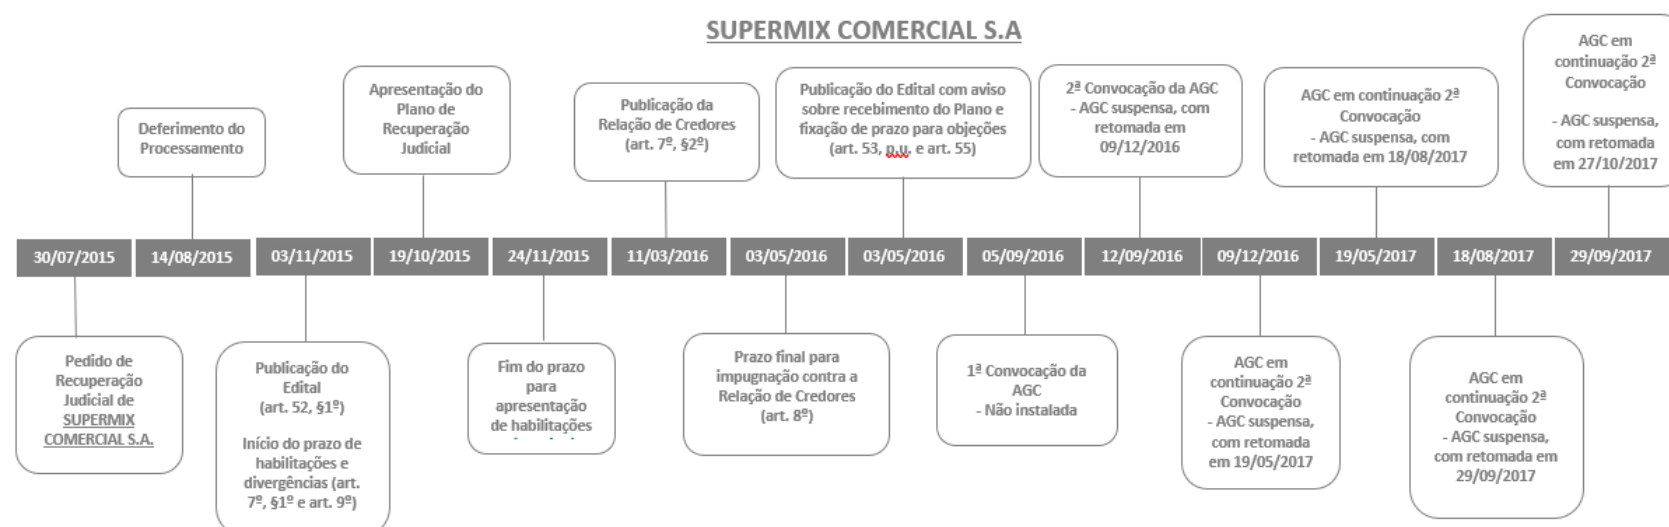 SUPERMIX COMERCIAL S.A
Deferimento do
Processamento
Apresentação do
Plano de
Recuperação
Judicial
Publicação da
Relação de Credores
(art. 7º, §2º)
Publicação do Edital com aviso
sobre recebimento do Plano e
fixação de prazo para objeções
(art. 53, p.u. e art. 55)
2ª Convocação da AGC
- AGC suspensa, com
retomada em
09/12/2016
AGC em continuação 2ª
Convocação
- AGC suspensa, com
retomada em 18/08/2017
AGC em
continuação 2ª
Convocação
- AGC suspensa,
com retomada
em 27/10/2017
30/07/2015
14/08/2015
03/11/2015
19/10/2015
24/11/2015
11/03/2016
03/05/2016
03/05/2016
05/09/2016
12/09/2016
09/12/2016
19/05/2017
18/08/2017
29/09/2017
Pedido de
Recuperação
Judicial de
SUPERMIX
COMERCIAL S.A.
Publicação do
Edital
(art. 52, §1º)
Início do prazo de
habilitações e
divergências (art.
7º, §1º e art. 9º)
Fim do prazo
para
apresentação
de habilitações
Prazo final para
impugnação contra a
Relação de Credores
(art. 8º)
1ª Convocação da
AGC
- Não instalada
AGC em
continuação 2ª
Convocação
- AGC suspensa,
com retomada
em 19/05/2017
AGC em
continuação 2ª
Convocação
- AGC suspensa,
com retomada em
29/09/2017